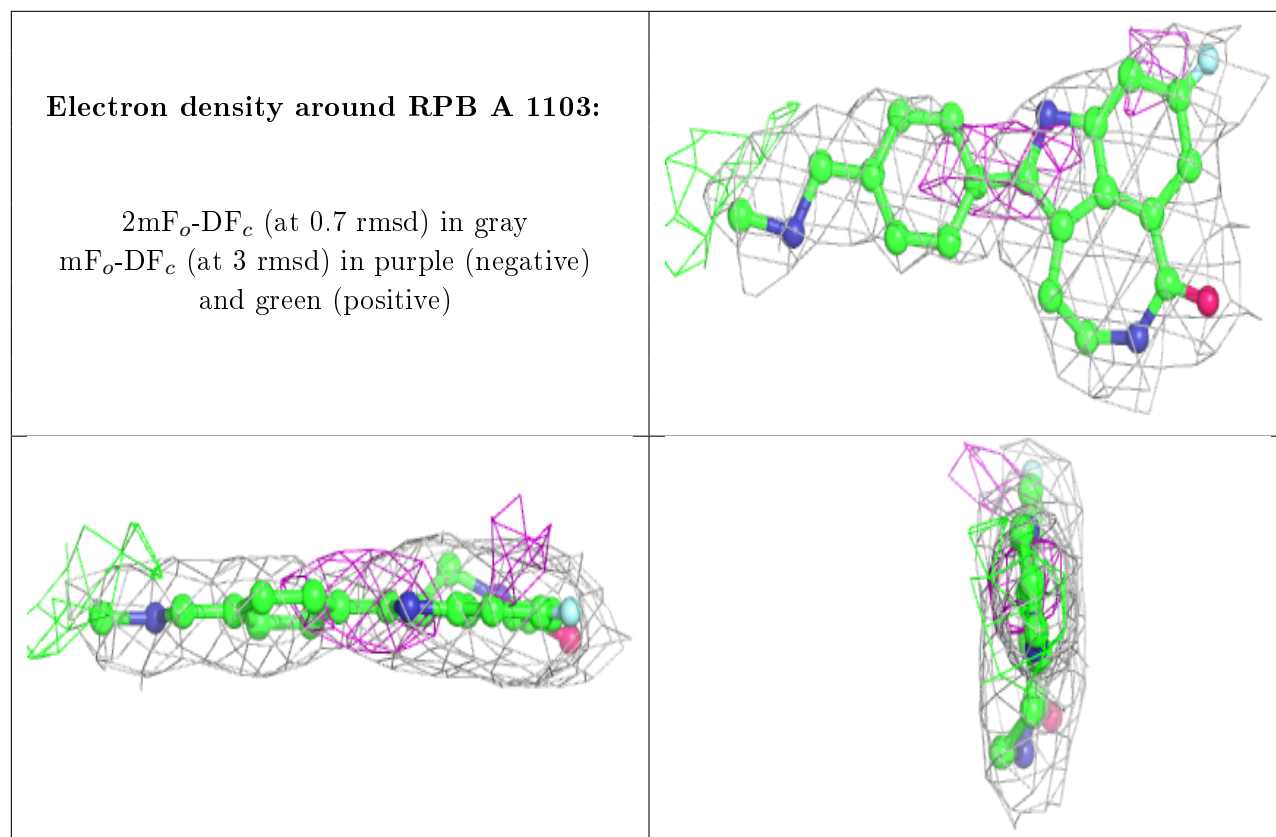 Electron density around RPB A 1103:
2mFₒ-DF𝒸 (at 0.7 rmsd) in gray
mFₒ-DF𝒸 (at 3 rmsd) in purple (negative)
and green (positive)